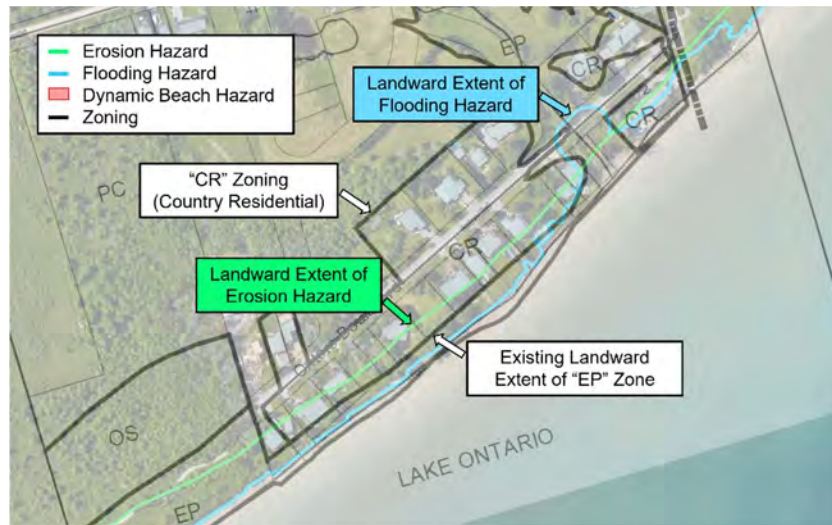 Erosion Hazard
Flooding Hazard
Dynamic Beach Hazard
Zoning
EP
CR
Landward Extent of
Flooding Hazard
CR
PC
"CR" Zoning
(Country Residential)
CR
Landward Extent of
Erosion Hazard
Existing Landward
Extent of "EP" Zone
OS
LAKE ONTARIO
EP